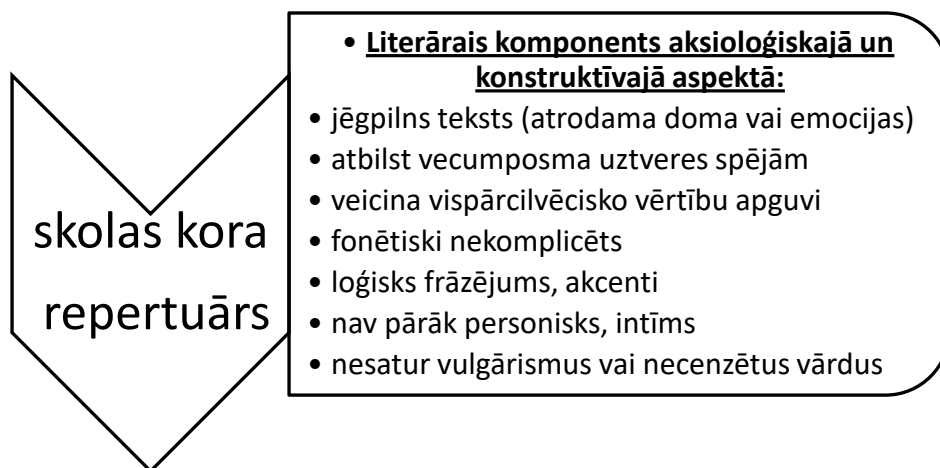 skolas kora
repertuārs
• Literārais komponents aksioloģiskajā un
konstruktīvajā aspektā:
• jēgpilns teksts (atrodama doma vai emocijas)
• atbilst vecumposma uztveres spējām
• veicina vispārcilvēcisko vērtību apguvi
• fonētiski nekomplicēts
• loģisks frāzējums, akcenti
• nav pārāk personisks, intīms
• nesatur vulgārismus vai necenzētus vārdus